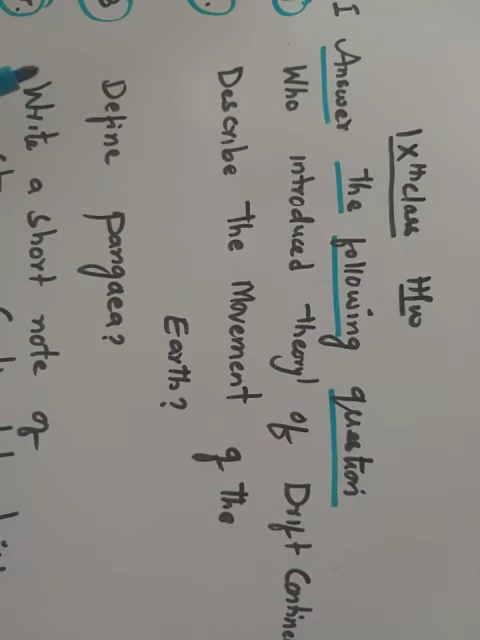 IXth class Hw
I Answer the following question
Who introduced theory of Drift
Describe the Movement of the
Earth?
Define pangaea?
Write a short note of